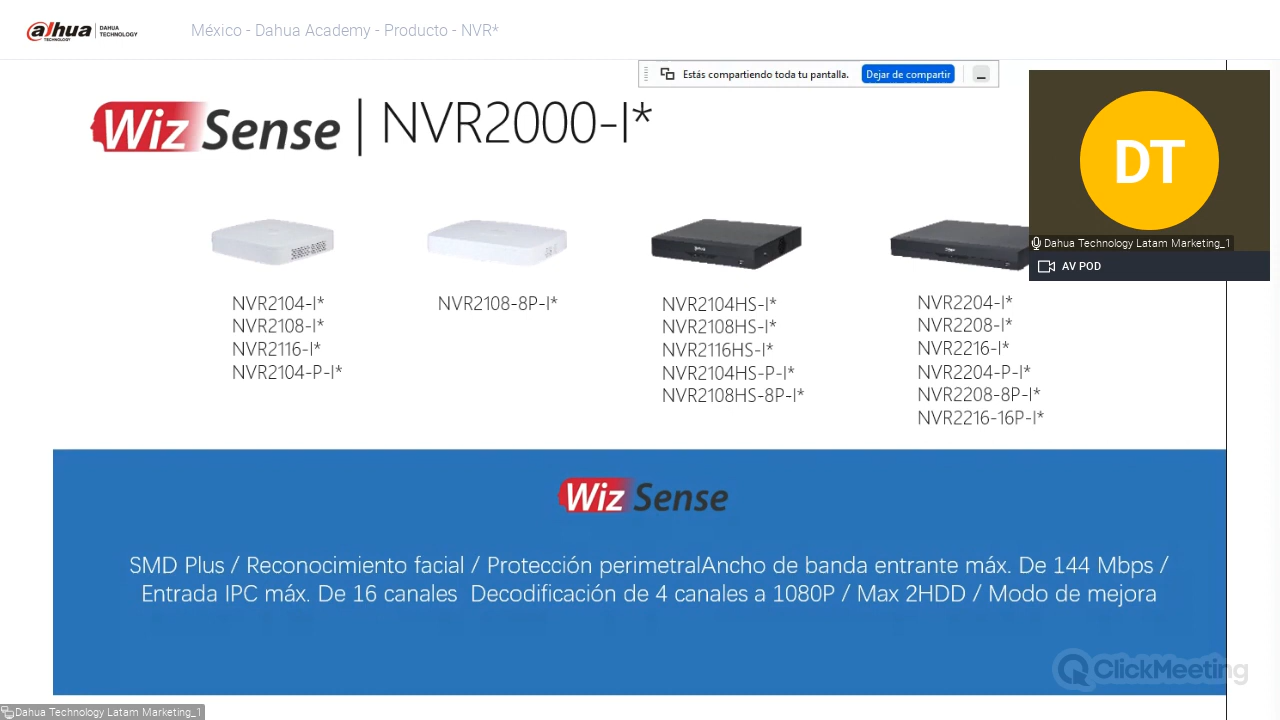 alhua
TECHNOLOGY
DAHUA
TECHNOLOGY
México - Dahua Academy - Producto - NVR*
Estás compartiendo toda tu pantalla.
Dejar de compartir
Wiz Sense | NVR2000-I*
DT
Dahua Technology Latam Marketing_1
AV POD
NVR2104-I*
NVR2108-I*
NVR2116-I*
NVR2104-P-I*
NVR2108-8P-I*
NVR2104HS-I*
NVR2108HS-I*
NVR2116HS-I*
NVR2104HS-P-I*
NVR2108HS-8P-I*
NVR2204-I*
NVR2208-I*
NVR2216-I*
NVR2204-P-I*
NVR2208-8P-I*
NVR2216-16P-I*
Wiz Sense
SMD Plus / Reconocimiento facial / Protección perimetralAncho de banda entrante máx. De 144 Mbps /
Entrada IPC máx. De 16 canales  Decodificación de 4 canales a 1080P / Max 2HDD / Modo de mejora
ClickMeeting
Dahua Technology Latam Marketing_1